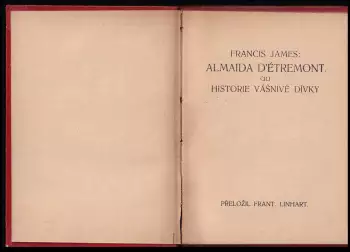 FRANCIS JAMES:
ALMAIDA D'ÉTREMONT.
ČILI
HISTORIE VÁŠNIVÉ DÍVKY
PŘELOŽIL FRANT. LINHART.